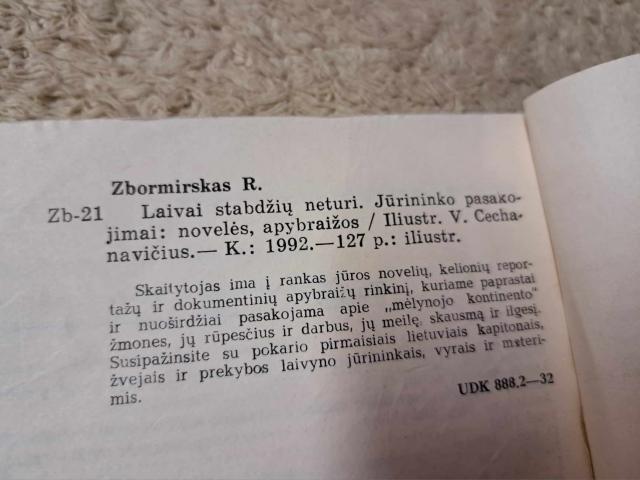 Zbormirskas R.
Zb-21 Laivai stabdžių neturi. Jūrininko pasako-
jimai: novelės, apybraižos / Iliustr. V. Cecha-
navičius.— K.: 1992.—127 p.: iliustr.
Skaitytojas ima į rankas jūros novelių, kelionių repor-
tažų ir dokumentinių apybraižų rinkinį, kuriame paprastai
ir nuoširdžiai pasakojama apie „mėlynojo kontinento"
žmones, jų rūpesčius ir darbus, jų meilę, skausmą ir ilgesį.
Susipažinsite su pokario pirmaisiais lietuviais kapitonais,
žvejais ir prekybos laivyno jūrininkais, vyrais ir moteri-
mis.
UDK 888.2—32